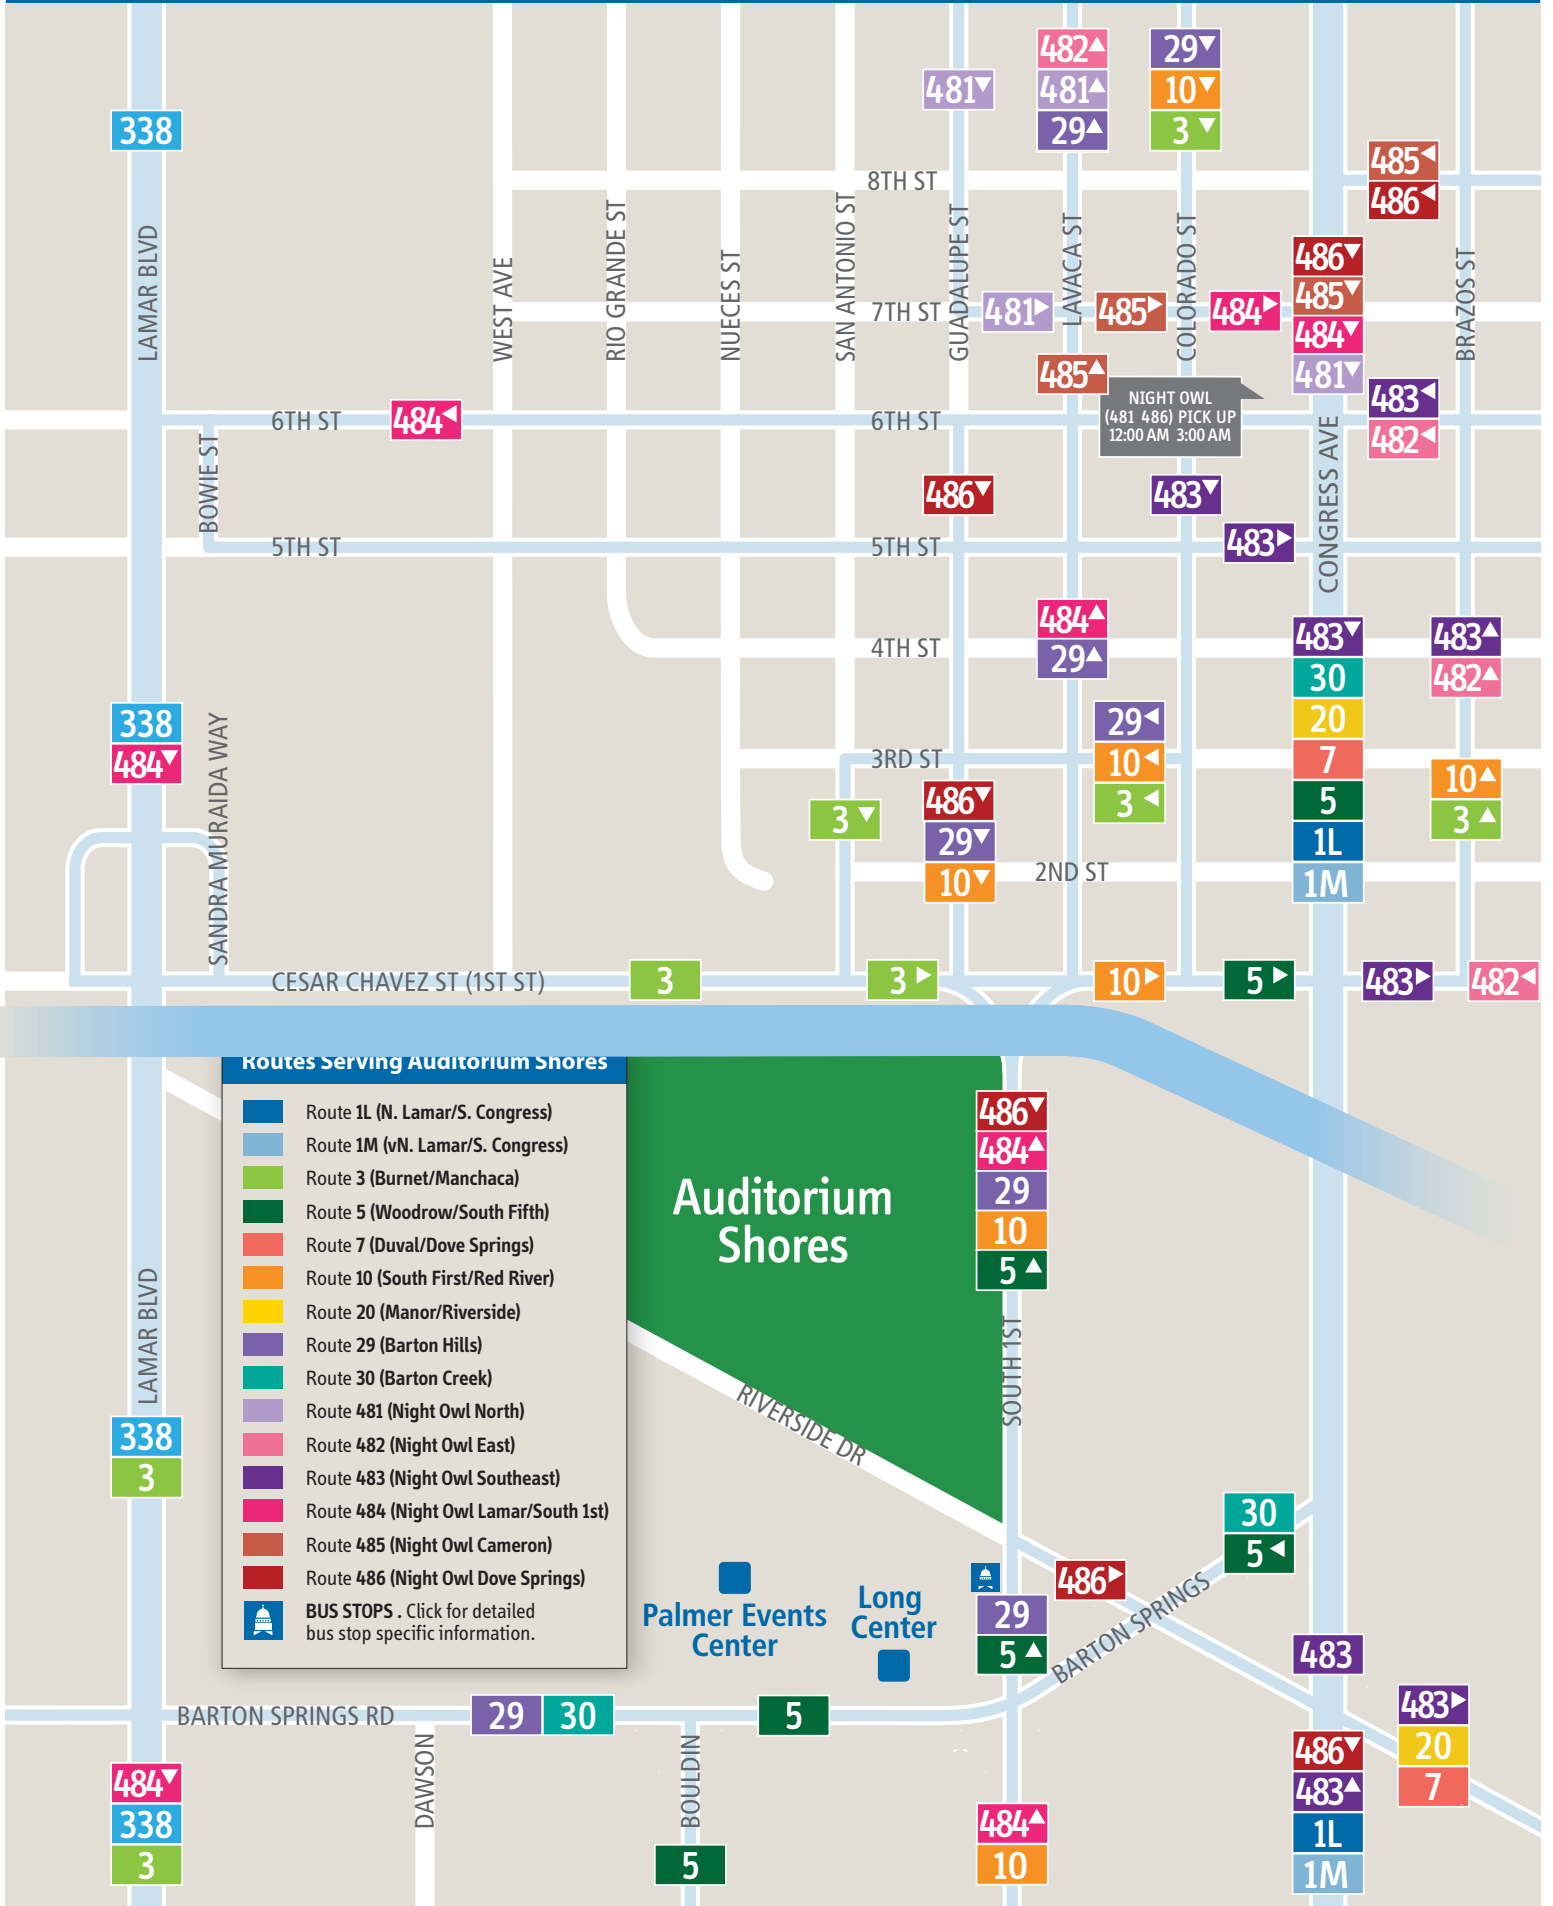 482▲
29▼
481▼
481▲
10▼
338
29▲
3▼
485◄
8TH ST
486◄
LAMAR BLVD
WEST AVE
RIO GRANDE ST
NUECES ST
SAN ANTONIO ST
GUADALUPE ST
LAVACA ST
COLORADO ST
BRAZOS ST
486▼
485▼
484▼
481▼
7TH ST
481►
485►
484►
485▲
NIGHT OWL
(481 486) PICK UP
12:00 AM 3:00 AM
483◄
482◄
6TH ST
484◄
6TH ST
BOWIE ST
CONGRESS AVE
486▼
483▼
5TH ST
5TH ST
483►
484▲
29▲
4TH ST
483▼
30
20
7
5
1L
1M
483▲
482▲
338
484▼
SANDRA MURAIDA WAY
29◄
10◄
3◄
3RD ST
3▼
486▼
29▼
10▼
10▲
3▲
2ND ST
CESAR CHAVEZ ST (1ST ST)
3
3►
10►
5►
483►
482◄
Routes Serving Auditorium Shores
Route 1L (N. Lamar/S. Congress)
Route 1M (vN. Lamar/S. Congress)
Route 3 (Burnet/Manchaca)
Route 5 (Woodrow/South Fifth)
Route 7 (Duval/Dove Springs)
Route 10 (South First/Red River)
Route 20 (Manor/Riverside)
Route 29 (Barton Hills)
Route 30 (Barton Creek)
Route 481 (Night Owl North)
Route 482 (Night Owl East)
Route 483 (Night Owl Southeast)
Route 484 (Night Owl Lamar/South 1st)
Route 485 (Night Owl Cameron)
Route 486 (Night Owl Dove Springs)
BUS STOPS . Click for detailed
bus stop specific information.
Auditorium
Shores
486▼
484▲
29
10
5▲
LAMAR BLVD
SOUTH 1ST
RIVERSIDE DR
338
3
30
5◄
486►
Palmer Events
Center
Long
Center
29
5▲
BARTON SPRINGS
483
BARTON SPRINGS RD
29
30
5
483►
20
7
DAWSON
BOULDIN
484▼
338
3
5
484▲
10
486▼
483▲
1L
1M